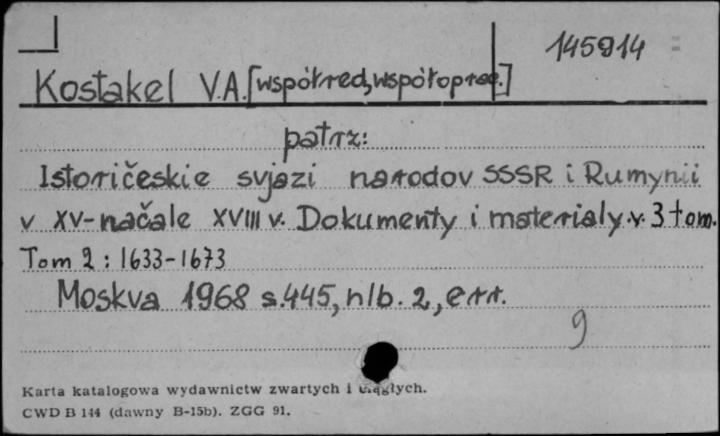 145914
Kostakel V.A. [współred, współoprac.]
patrz:
Istoričeskie svjazi narodov SSSR i Rumynii
v XV-načale XVIII v. Dokumenty i materialy v. 3 tom.
Tom 2 : 1633-1673
Moskva 1968 s.445, nlb. 2, err.
9
Karta katalogowa wydawnictw zwartych i ciągłych.
CWD B 144 (dawny B-15b). ZGG 91.